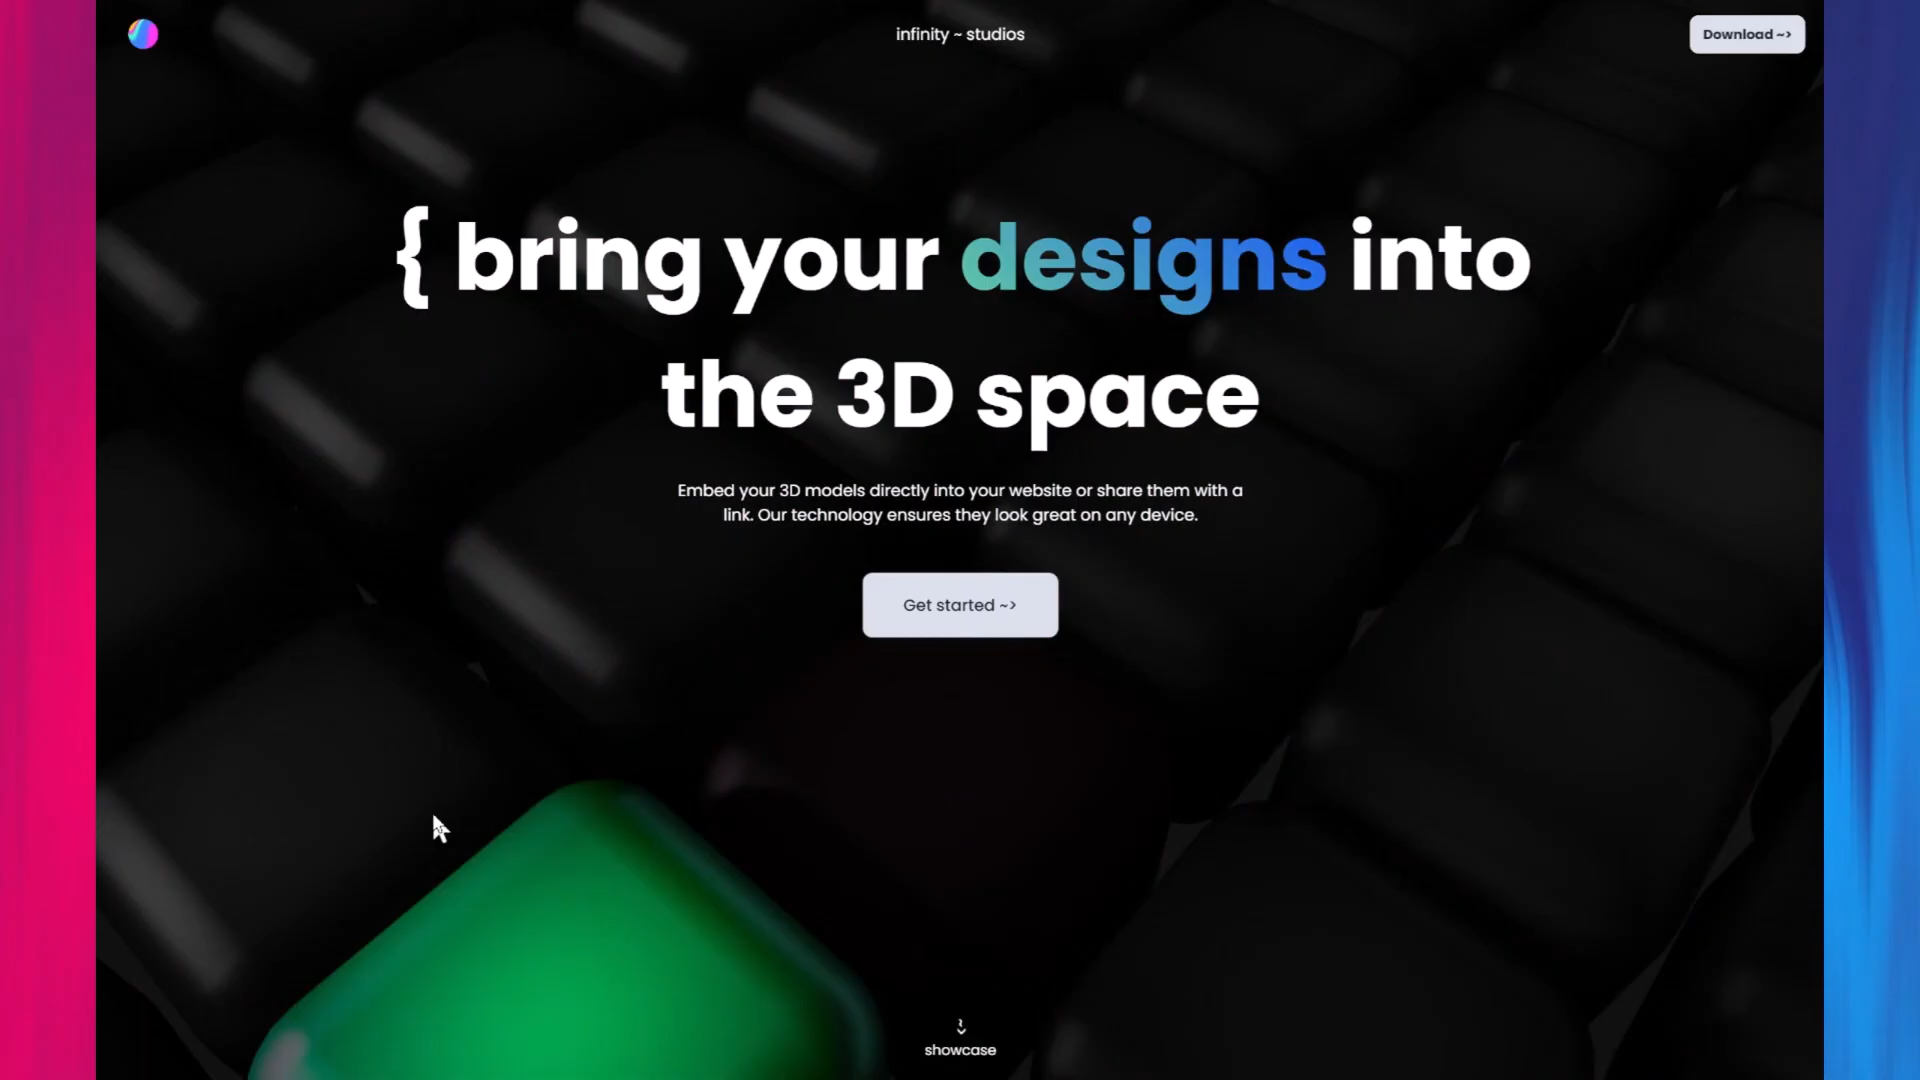 infinity ~ studios
Download ~>
{ bring your designs into
the 3D space
Embed your 3D models directly into your website or share them with a
link. Our technology ensures they look great on any device.
Get started ~>
showcase